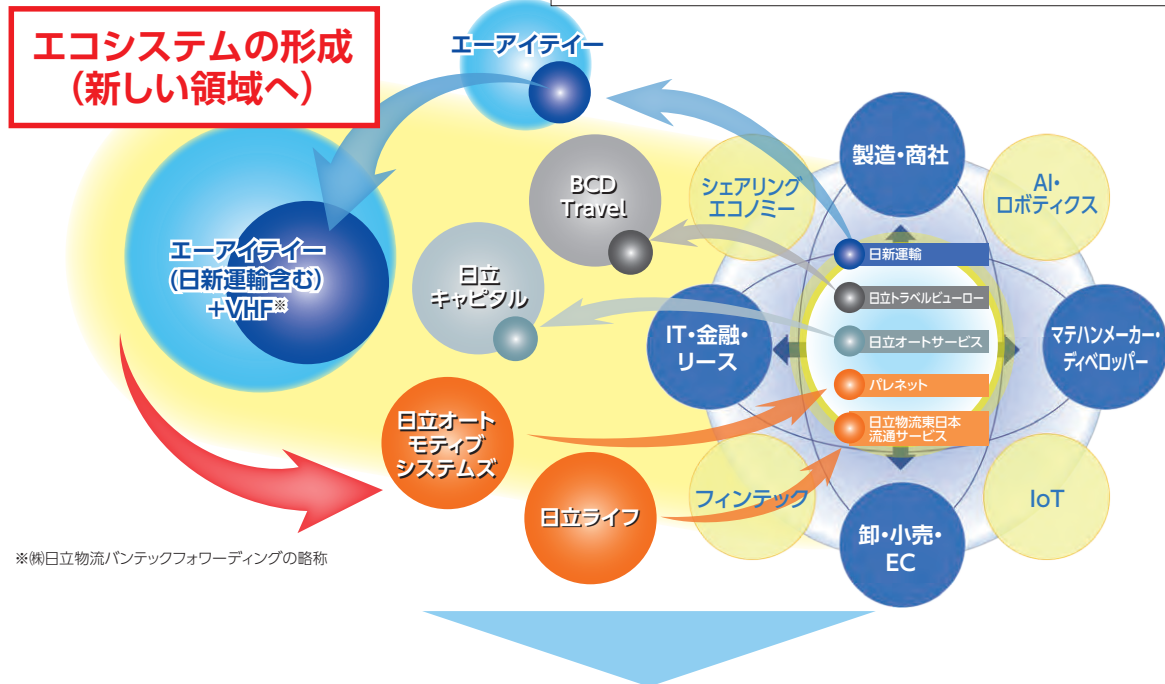 エコシステムの形成
（新しい領域へ）
エーアイテイー
エーアイテイー
（日新運輸含む）
+VHF※
BCD
Travel
日立
キャピタル
日立オート
モティブ
システムズ
日立ライフ
シェアリング
エコノミー
製造・商社
AI・
ロボティクス
IT・金融・
リース
日新運輸
日立トラベルビューロー
日立オートサービス
パレネット
日立物流東日本
流通サービス
マテハンメーカー・
ディベロッパー
フィンテック
卸・小売・
EC
IoT
※㈱日立物流バンテックフォワーディングの略称